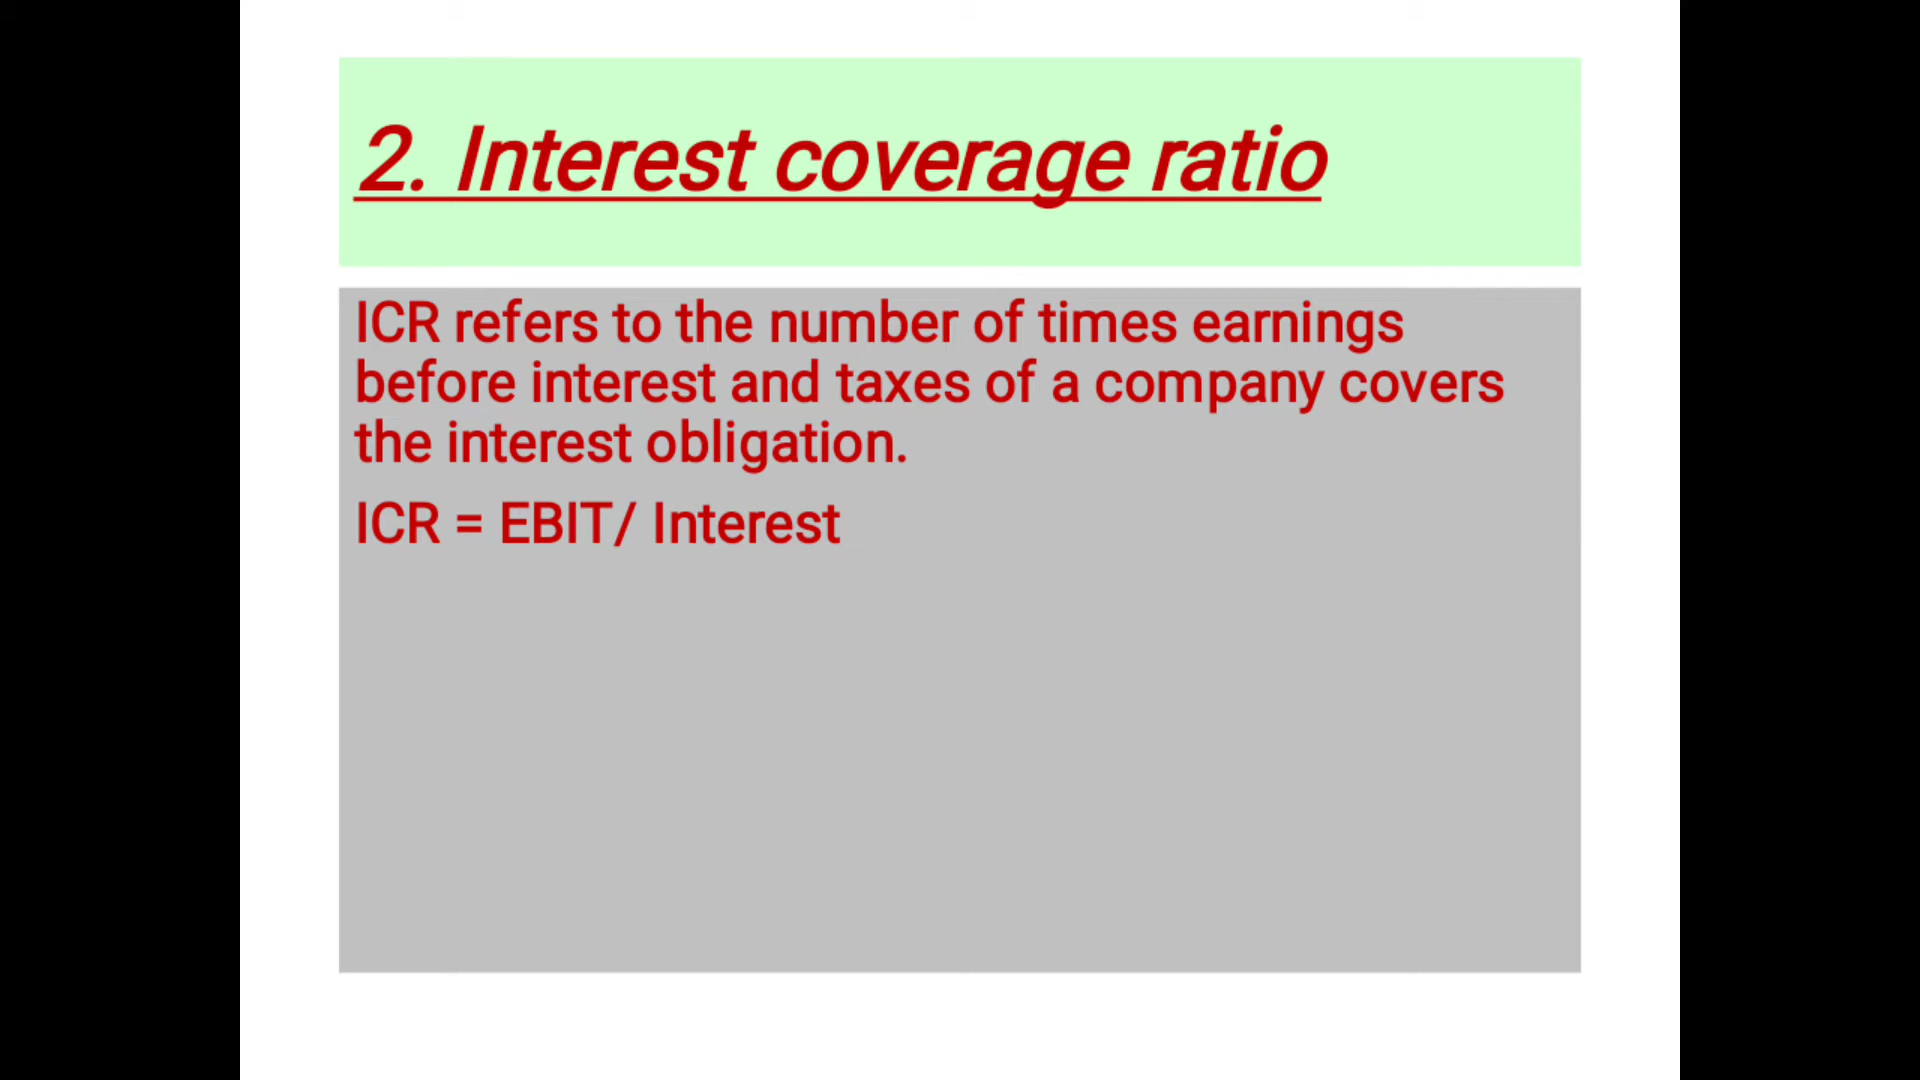 2. Interest coverage ratio
ICR refers to the number of times earnings
before interest and taxes of a company covers
the interest obligation.
ICR = EBIT/ Interest